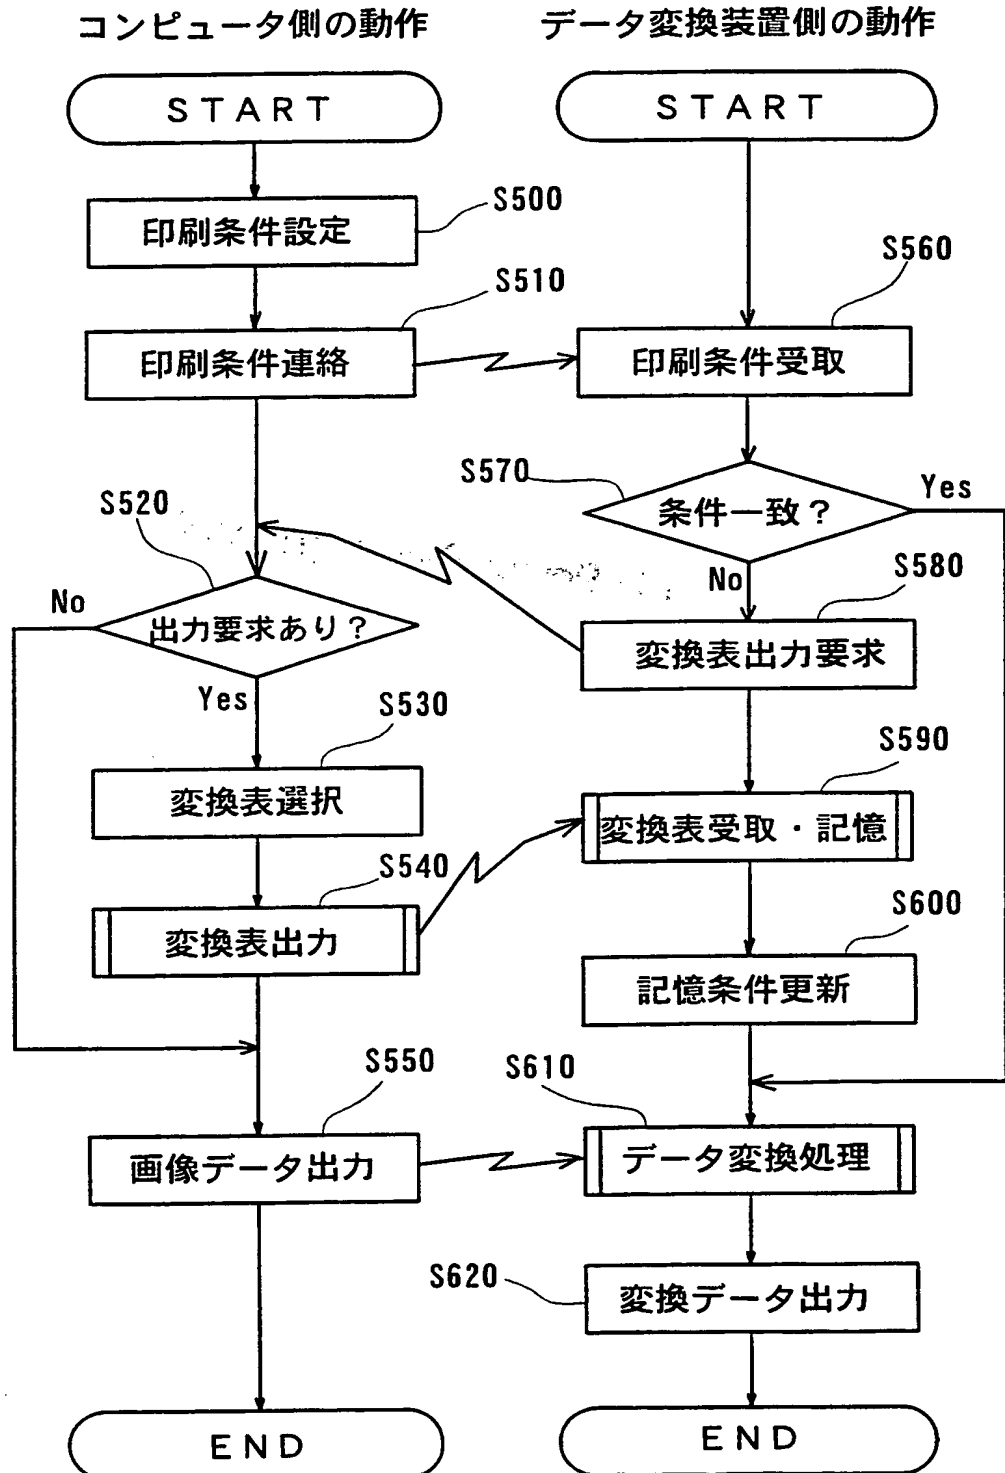 コンピュータ側の動作
START
S500
印刷条件設定
S510
印刷条件連絡
S520
出力要求あり?
No
Yes
S530
変換表選択
S540
変換表出力
S550
画像データ出力
END
データ変換装置側の動作
START
S560
印刷条件受取
S570
条件一致?
Yes
No
S580
変換表出力要求
S590
変換表受取・記憶
S600
記憶条件更新
S610
データ変換処理
S620
変換データ出力
END